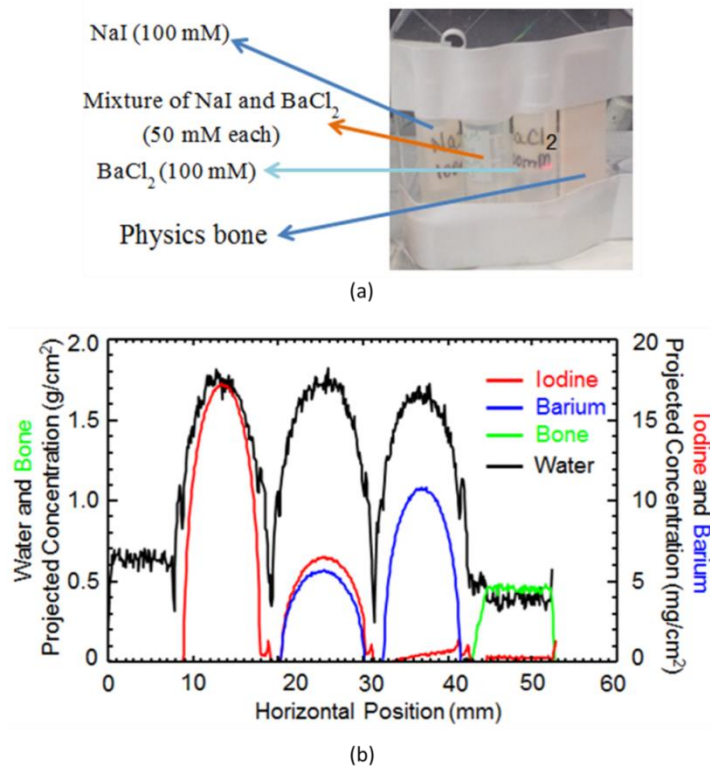 NaI (100 mM)
Mixture of NaI and BaCl2
(50 mM each)
BaCl2 (100 mM)
Physics bone
2
(a)
Water and Bone
Projected Concentration (g/cm²)
2.0
1.5
1.0
0.5
0
20
15
10
5
0
Iodine and Barium
Projected Concentration (mg/cm²)
Iodine
Barium
Bone
Water
0 10 20 30 40 50 60
Horizontal Position (mm)
(b)